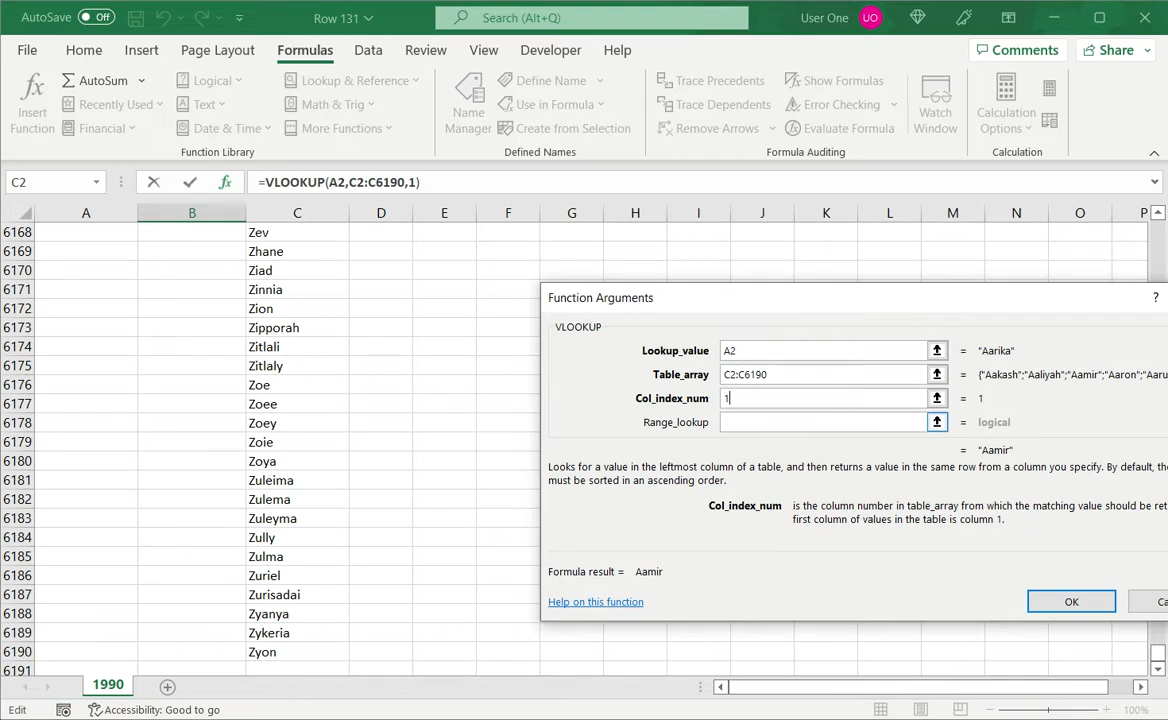 AutoSave Off Row 131 Search (Alt+Q) User One UO
File Home Insert Page Layout Formulas Data Review View Developer Help Comments Share
Insert Function
AutoSum Logical Lookup & Reference Define Name Trace Precedents Show Formulas
Recently Used Text Math & Trig Name Manager Use in Formula Trace Dependents Error Checking Watch Window Calculation Options
Financial Date & Time More Functions Create from Selection Remove Arrows Evaluate Formula
Function Library Defined Names Formula Auditing Calculation
C2 fx =VLOOKUP(A2,C2:C6190,1)
A B C D E F G H I J K L M N O P
6168 Zev
6169 Zhane
6170 Ziad
6171 Zinnia
6172 Zion
6173 Zipporah
6174 Zitlali
6175 Zitlaly
6176 Zoe
6177 Zoee
6178 Zoey
6179 Zoie
6180 Zoya
6181 Zuleima
6182 Zulema
6183 Zuleyma
6184 Zully
6185 Zulma
6186 Zuriel
6187 Zurisadai
6188 Zyanya
6189 Zykeria
6190 Zyon
6191
Function Arguments ?
VLOOKUP
Lookup_value A2 = "Aarika"
Table_array C2:C6190 = {"Aakash";"Aaliyah";"Aamir";"Aaron";"Aaru
Col_index_num 1 = 1
Range_lookup = logical
= "Aamir"
Looks for a value in the leftmost column of a table, and then returns a value in the same row from a column you specify. By default, the
must be sorted in an ascending order.
Col_index_num is the column number in table_array from which the matching value should be ret
first column of values in the table is column 1.
Formula result = Aamir
Help on this function OK Ca
1990
Edit Accessibility: Good to go 100%